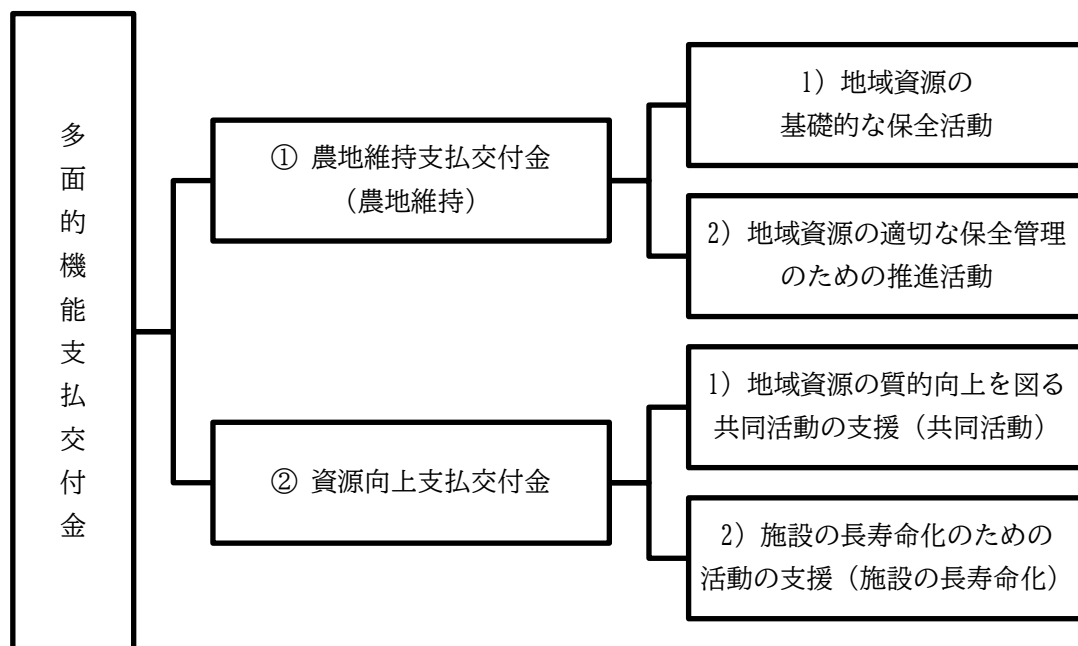 多面的機能支払交付金
① 農地維持支払交付金
（農地維持）
1）地域資源の
基礎的な保全活動
2）地域資源の適切な保全管理
のための推進活動
② 資源向上支払交付金
1）地域資源の質的向上を図る
共同活動の支援（共同活動）
2）施設の長寿命化のための
活動の支援（施設の長寿命化）